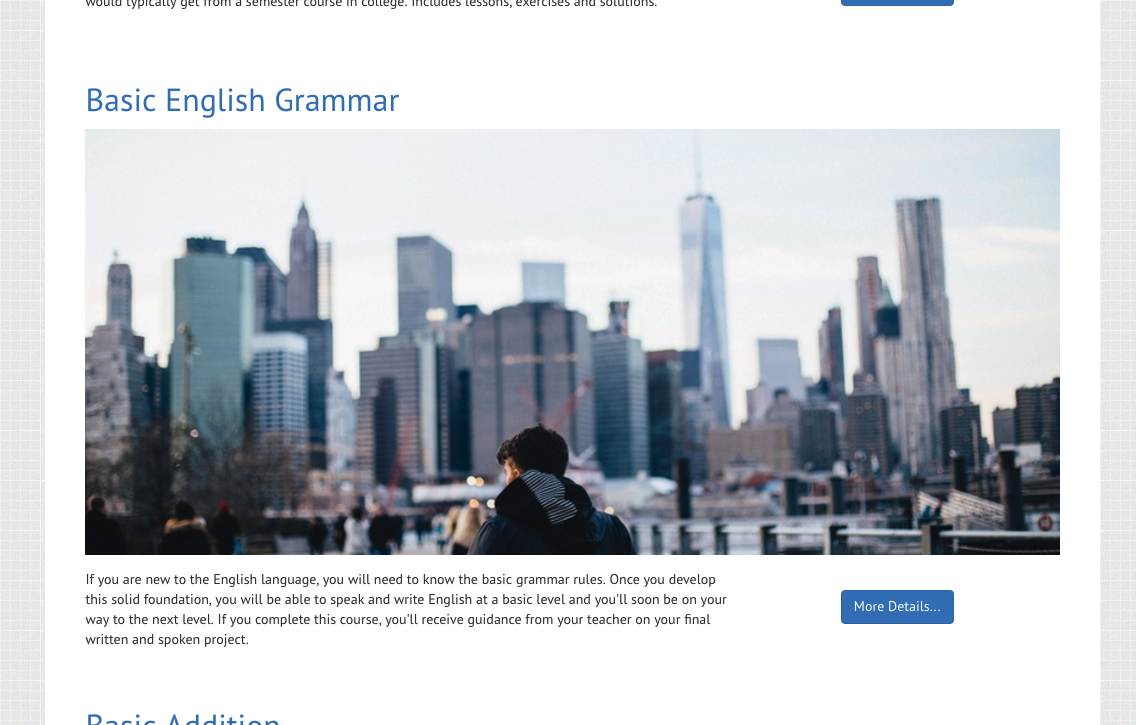 would typically get from a semester course in college. Includes lessons, exercises and solutions.
Basic English Grammar
If you are new to the English language, you will need to know the basic grammar rules. Once you develop
this solid foundation, you will be able to speak and write English at a basic level and you'll soon be on your
way to the next level. If you complete this course, you'll receive guidance from your teacher on your final
written and spoken project.
More Details...
Basic Addition